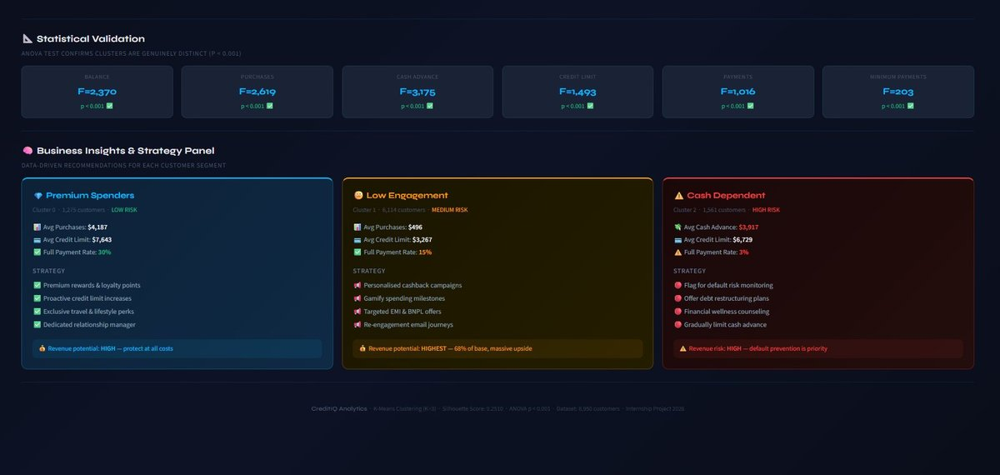 Statistical Validation
ANOVA TEST CONFIRMS CLUSTERS ARE GENUINELY DISTINCT (P < 0.001)
BALANCE PURCHASES CASH ADVANCE CREDIT LIMIT PAYMENTS MINIMUM PAYMENTS
F=2,370 F=2,619 F=3,175 F=1,493 F=1,016 F=203
p < 0.001 ✅ p < 0.001 ✅ p < 0.001 ✅ p < 0.001 ✅ p < 0.001 ✅ p < 0.001 ✅
Business Insights & Strategy Panel
DATA-DRIVEN RECOMMENDATIONS FOR EACH CUSTOMER SEGMENT
Premium Spenders
Cluster 0 · 1,275 customers · LOW RISK
Avg Purchases: $4,187
Avg Credit Limit: $7,643
Full Payment Rate: 30%
STRATEGY
Premium rewards & loyalty points
Proactive credit limit increases
Exclusive travel & lifestyle perks
Dedicated relationship manager
Revenue potential: HIGH — protect at all costs
Low Engagement
Cluster 1 · 6,114 customers · MEDIUM RISK
Avg Purchases: $496
Avg Credit Limit: $3,267
Full Payment Rate: 15%
STRATEGY
Personalised cashback campaigns
Gamify spending milestones
Targeted EMI & BNPL offers
Re-engagement email journeys
Revenue potential: HIGHEST — 68% of base, massive upside
Cash Dependent
Cluster 2 · 1,561 customers · HIGH RISK
Avg Cash Advance: $3,917
Avg Credit Limit: $6,729
Full Payment Rate: 3%
STRATEGY
Flag for default risk monitoring
Offer debt restructuring plans
Financial wellness counseling
Gradually limit cash advance
Revenue risk: HIGH — default prevention is priority
CreditIQ Analytics · K-Means Clustering (K=3) · Silhouette Score: 0.2510 · ANOVA p < 0.001 · Dataset: 8,950 customers · Internship Project 2026